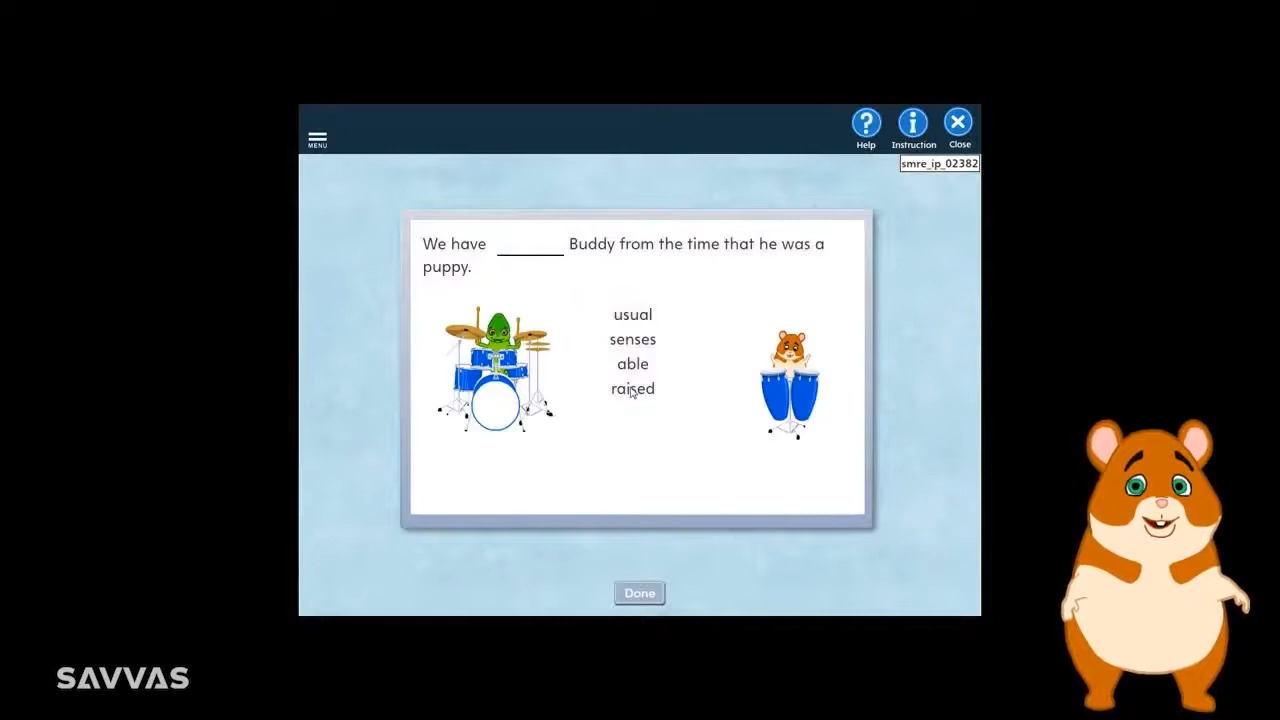 MENU
Help
Instruction
Close
smre_ip_02382
We have ________ Buddy from the time that he was a
puppy.
usual
senses
able
raised
Done
SAVVAS